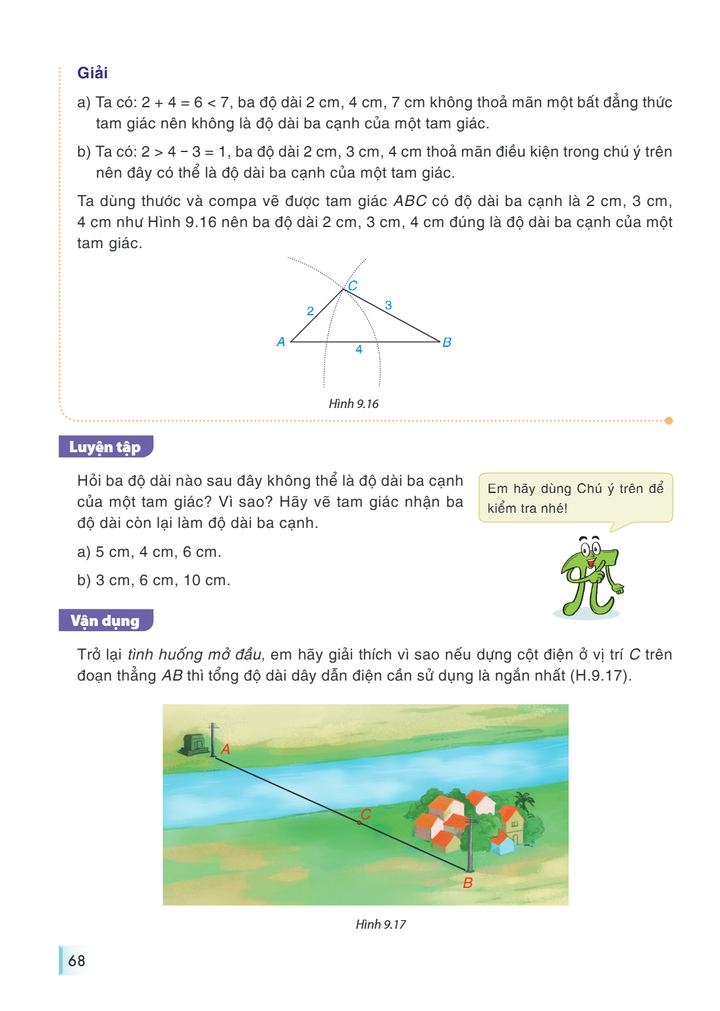 Giải
a) Ta có: 2 + 4 = 6 < 7, ba độ dài 2 cm, 4 cm, 7 cm không thoả mãn một bất đẳng thức
tam giác nên không là độ dài ba cạnh của một tam giác.
b) Ta có: 2 > 4 – 3 = 1, ba độ dài 2 cm, 3 cm, 4 cm thoả mãn điều kiện trong chú ý trên
nên đây có thể là độ dài ba cạnh của một tam giác.
Ta dùng thước và compa vẽ được tam giác ABC có độ dài ba cạnh là 2 cm, 3 cm,
4 cm như Hình 9.16 nên ba độ dài 2 cm, 3 cm, 4 cm đúng là độ dài ba cạnh của một
tam giác.
C
2
3
A
B
4
Hình 9.16
Luyện tập
Hỏi ba độ dài nào sau đây không thể là độ dài ba cạnh
của một tam giác? Vì sao? Hãy vẽ tam giác nhận ba
độ dài còn lại làm độ dài ba cạnh.
a) 5 cm, 4 cm, 6 cm.
b) 3 cm, 6 cm, 10 cm.
Em hãy dùng Chú ý trên để
kiểm tra nhé!
Vận dụng
Trở lại tình huống mở đầu, em hãy giải thích vì sao nếu dựng cột điện ở vị trí C trên
đoạn thẳng AB thì tổng độ dài dây dẫn điện cần sử dụng là ngắn nhất (H.9.17).
A
C
B
Hình 9.17
68